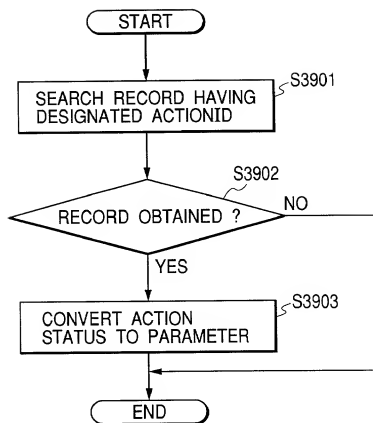 START
SEARCH RECORD HAVING
DESIGNATED ACTIONID
S3901
S3902
RECORD OBTAINED ?
NO
YES
S3903
CONVERT ACTION
STATUS TO PARAMETER
END